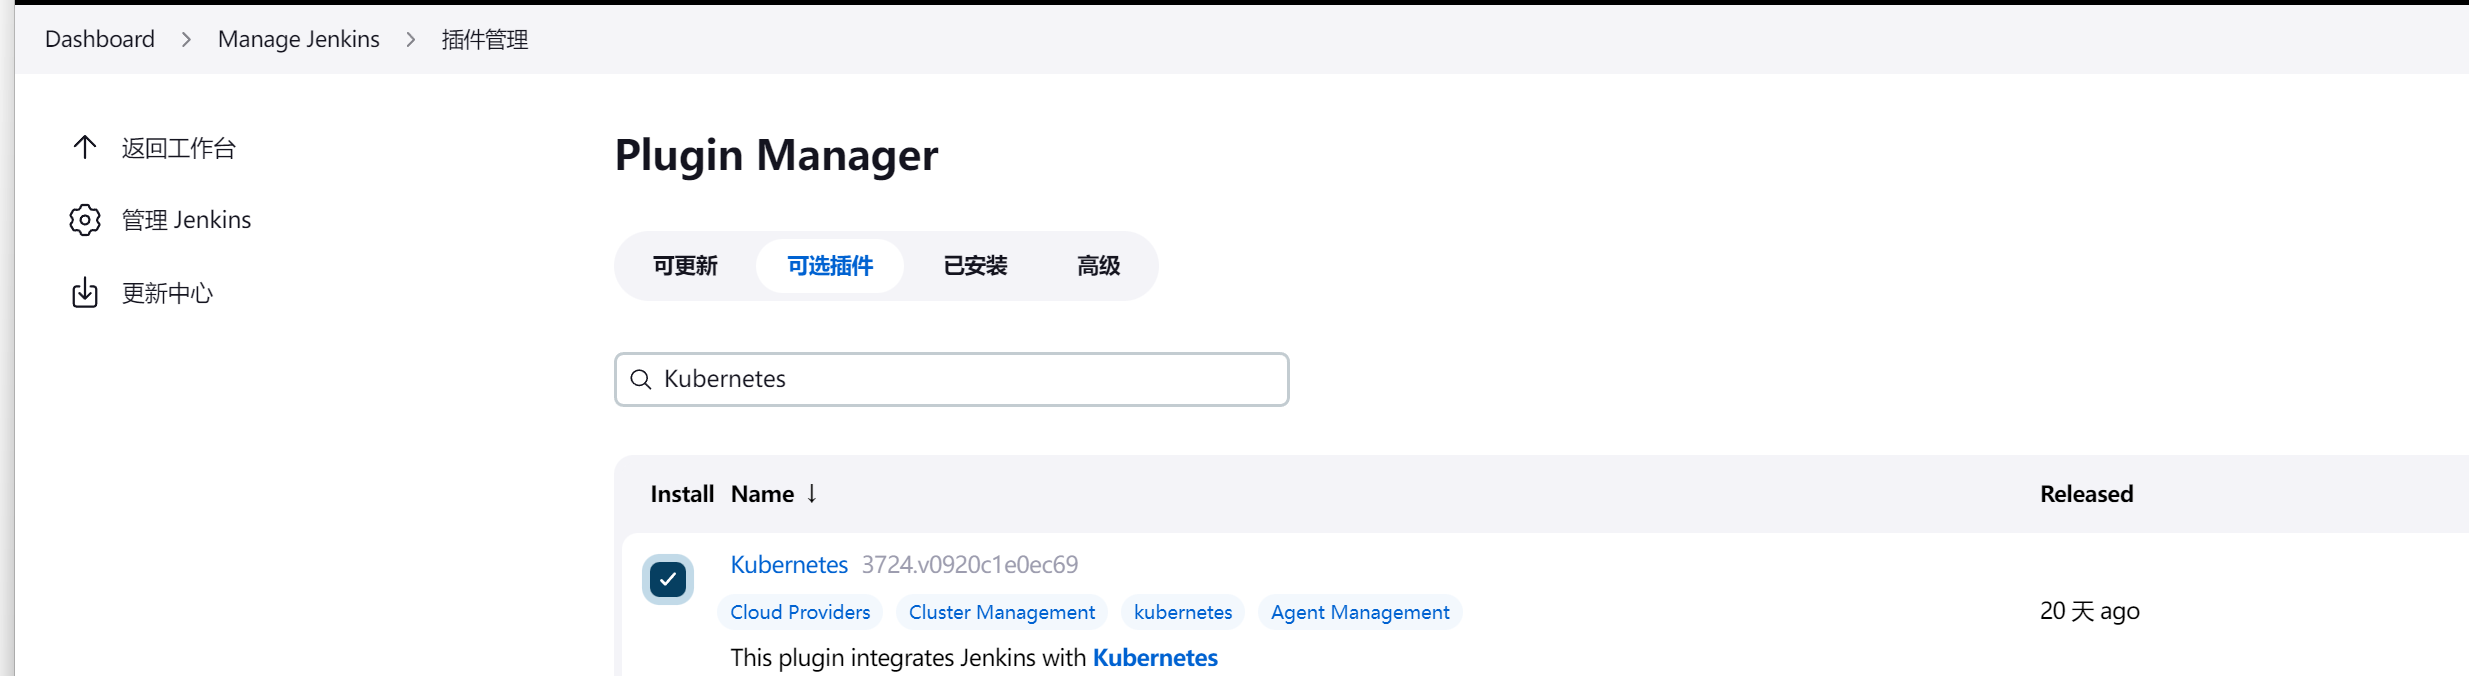 Dashboard > Manage Jenkins > 插件管理
返回工作台
管理 Jenkins
更新中心
Plugin Manager
可更新 可选插件 已安装 高级
Kubernetes
Install Name ↓ Released
Kubernetes 3724.v0920c1e0ec69
Cloud Providers Cluster Management kubernetes Agent Management
20 天 ago
This plugin integrates Jenkins with Kubernetes